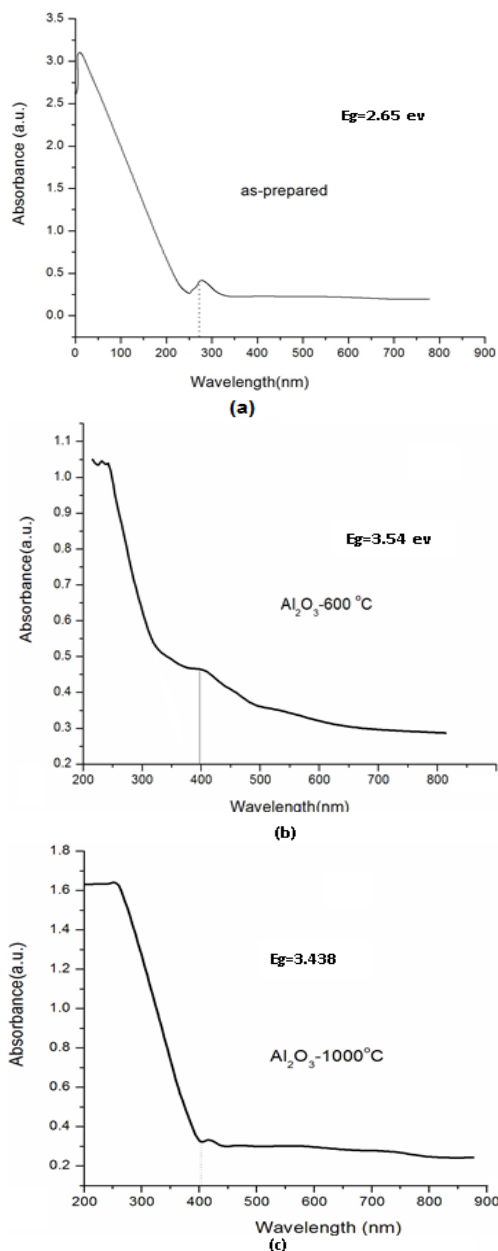 3.5
3.0
2.5
2.0
1.5
1.0
0.5
0.0
Absorbance (a.u.)
Eg=2.65 ev
as-prepared
0 100 200 300 400 500 600 700 800 900
Wavelength(nm)
(a)
1.1
1.0
0.9
0.8
0.7
0.6
0.5
0.4
0.3
0.2
Absorbance(a.u.)
Eg=3.54 ev
Al₂O₃-600 °C
200 300 400 500 600 700 800
Wavelength(nm)
(b)
1.8
1.6
1.4
1.2
1.0
0.8
0.6
0.4
0.2
Absorbance(a.u.)
Eg=3.438
Al₂O₃-1000°C
200 300 400 500 600 700 800 900
Wavelength (nm)
(c)